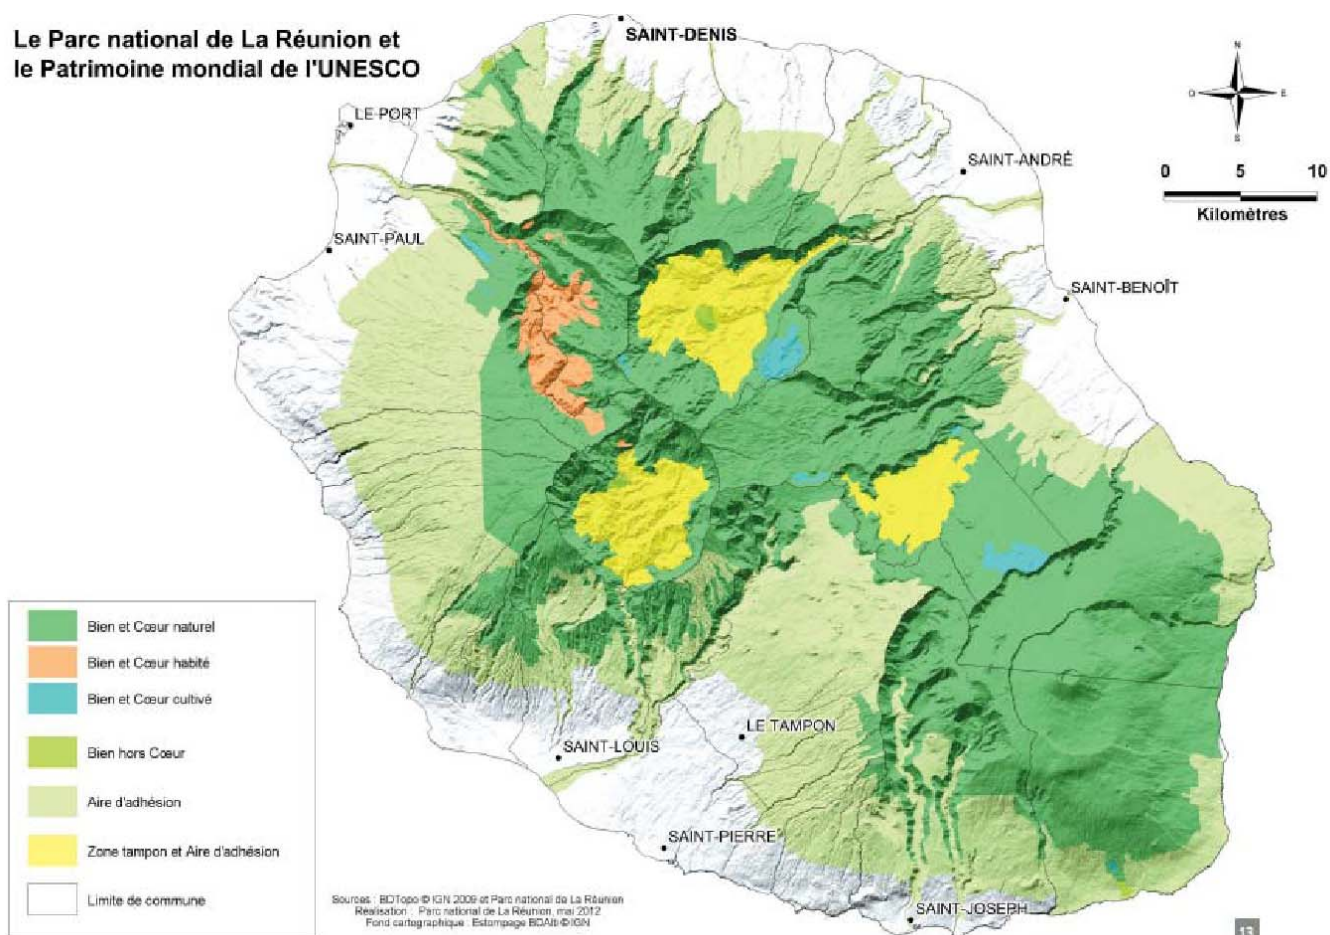 Le Parc national de La Réunion et
le Patrimoine mondial de l'UNESCO
SAINT-DENIS
N
O
E
S
LE PORT
SAINT-ANDRÉ
0 5 10
Kilomètres
SAINT-PAUL
SAINT-BENOÎT
Bien et Cœur naturel
Bien et Cœur habité
Bien et Cœur cultivé
Bien hors Cœur
Aire d'adhésion
Zone tampon et Aire d'adhésion
Limite de commune
LE TAMPON
SAINT-LOUIS
SAINT-PIERRE
SAINT-JOSEPH
Sources : BDTopo © IGN 2009 et Parc national de La Réunion
Réalisation : Parc national de La Réunion, mai 2012
Fond cartographique : Estompage BDAlti © IGN
13